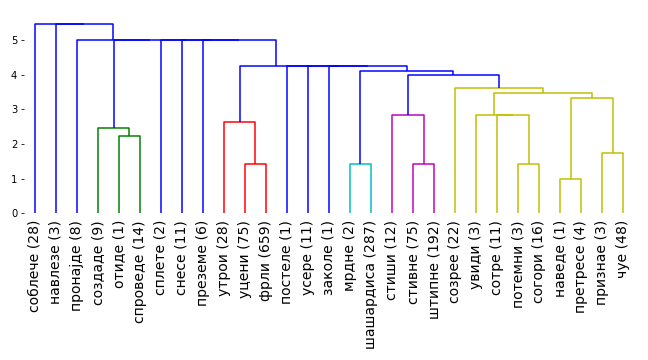 5
4
3
2
1
0
соблече (28)
навлезе (3)
пронајде (8)
создаде (9)
отиде (1)
спроведе (14)
сплете (2)
снесе (11)
преземе (6)
утрои (28)
уцени (75)
фрли (659)
постеле (1)
усере (11)
заколе (1)
мрдне (2)
шашардиса (287)
стиши (12)
стивне (75)
штипне (192)
созрее (22)
увиди (3)
сотре (11)
потемни (3)
согори (16)
наведе (1)
претресе (4)
признае (3)
чуе (48)